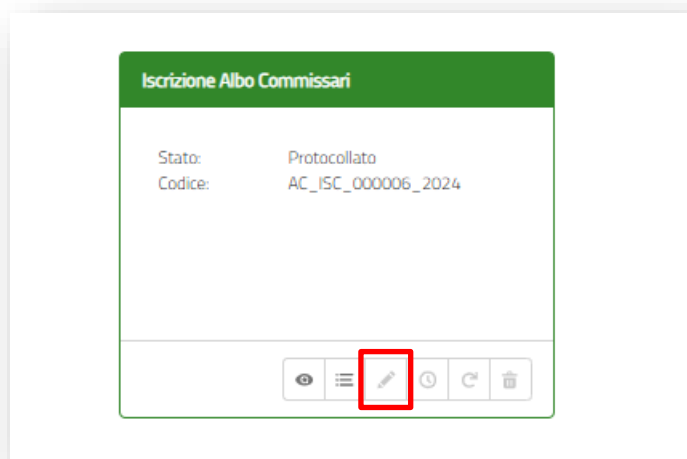 Iscrizione Albo Commissari
Stato: Protocollato
Codice: AC_ISC_000006_2024